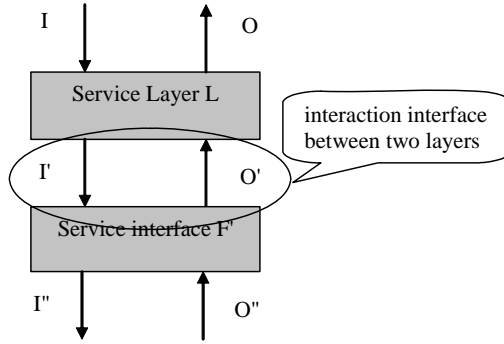 I
O
Service Layer L
interaction interface
between two layers
I'
O'
Service interface F'
I"
O"